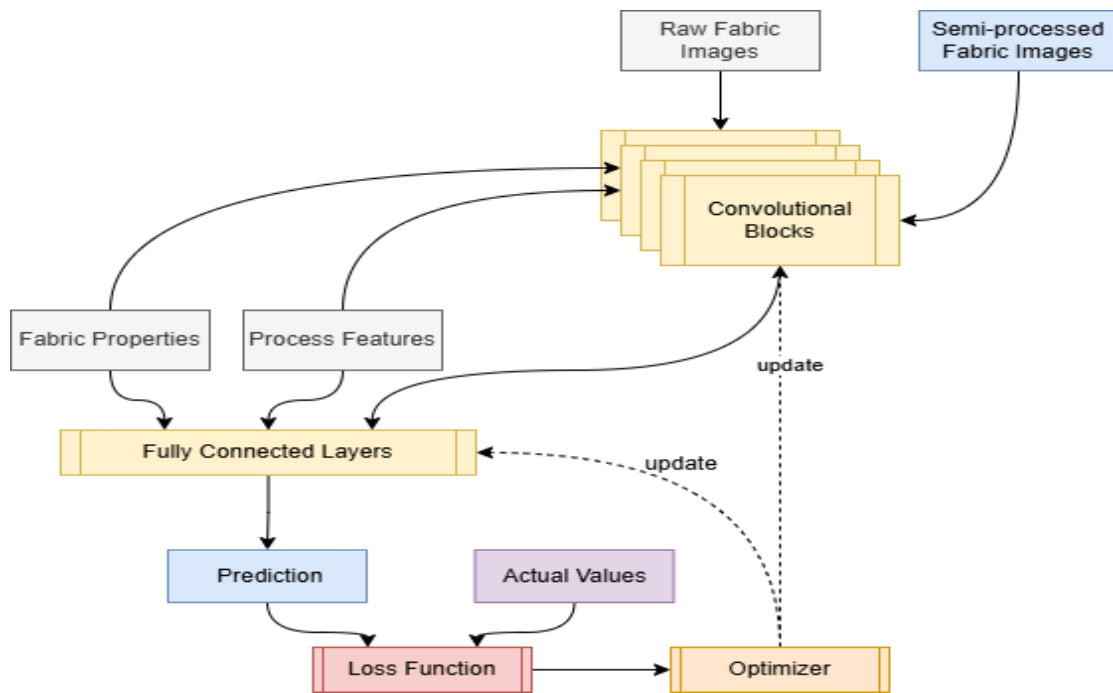 Raw Fabric
Images
Semi-processed
Fabric Images
Convolutional
Blocks
Fabric Properties
Process Features
update
Fully Connected Layers
update
Prediction
Actual Values
Loss Function
Optimizer